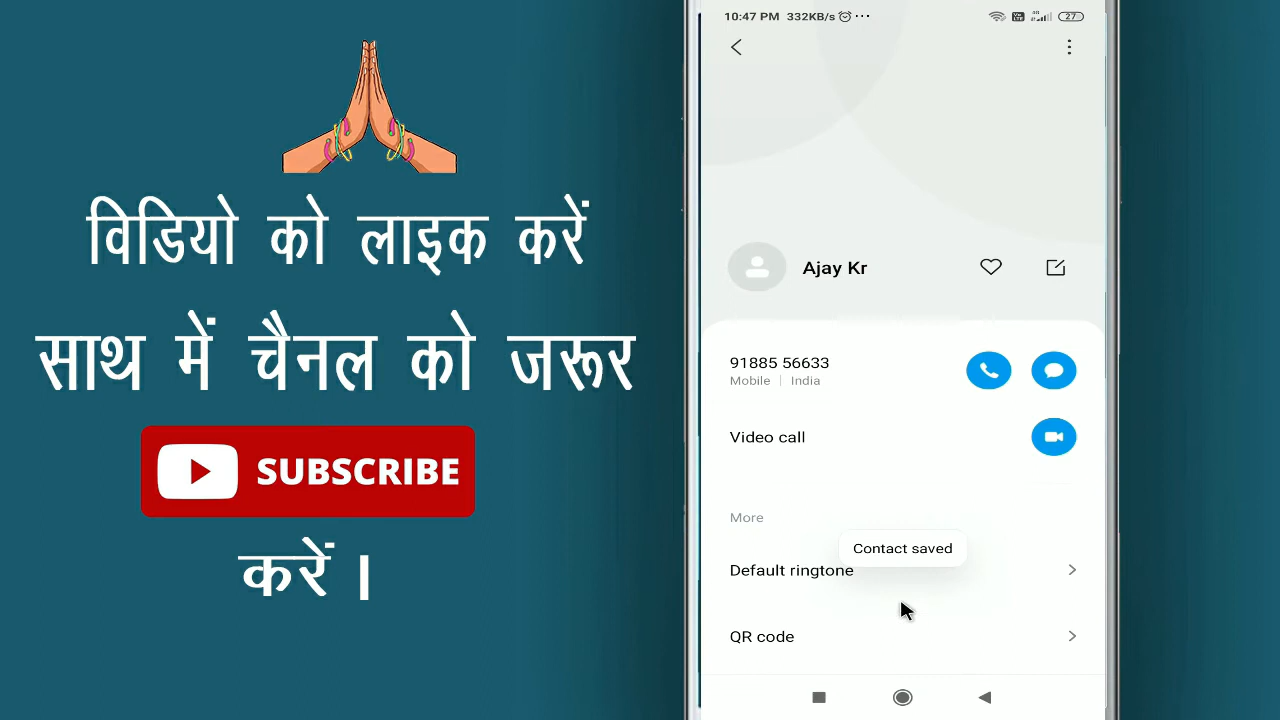 विडियो को लाइक करें
साथ में चैनल को जरूर
SUBSCRIBE
करें।
10:47 PM 332KB/s
27
Ajay Kr
91885 56633
Mobile | India
Video call
More
Contact saved
Default ringtone
QR code